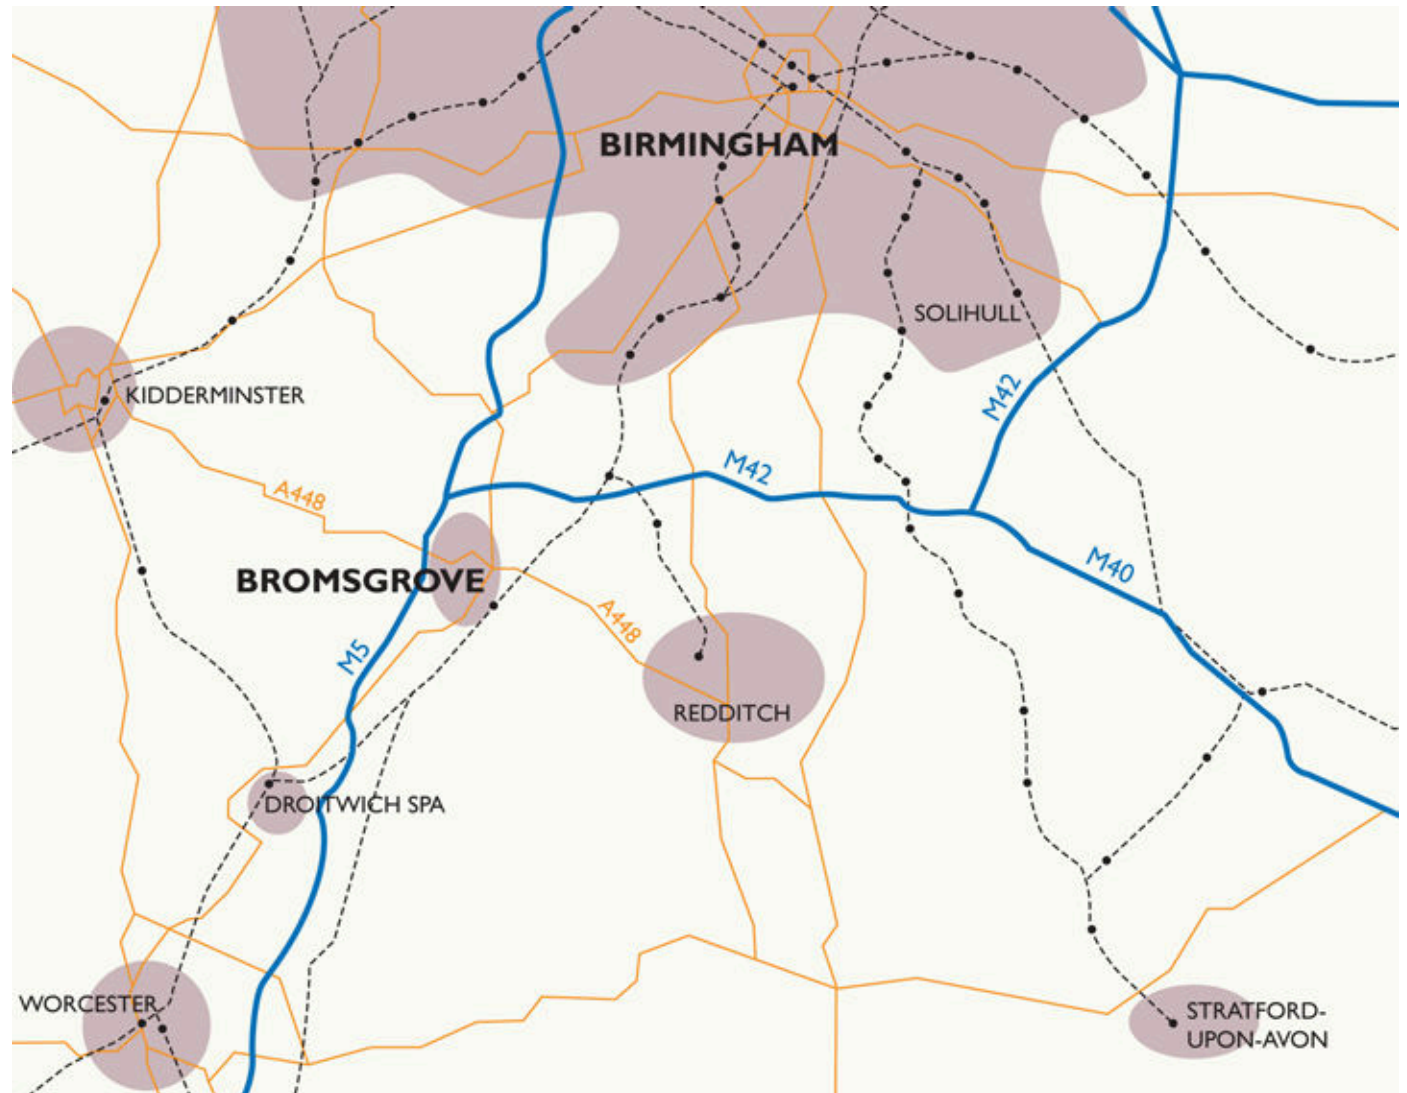 BIRMINGHAM
SOLIHULL
KIDDERMINSTER
M42
M42
A448
M40
BROMSGROVE
A448
M5
REDDITCH
DROITWICH SPA
WORCESTER
STRATFORD-
UPON-AVON